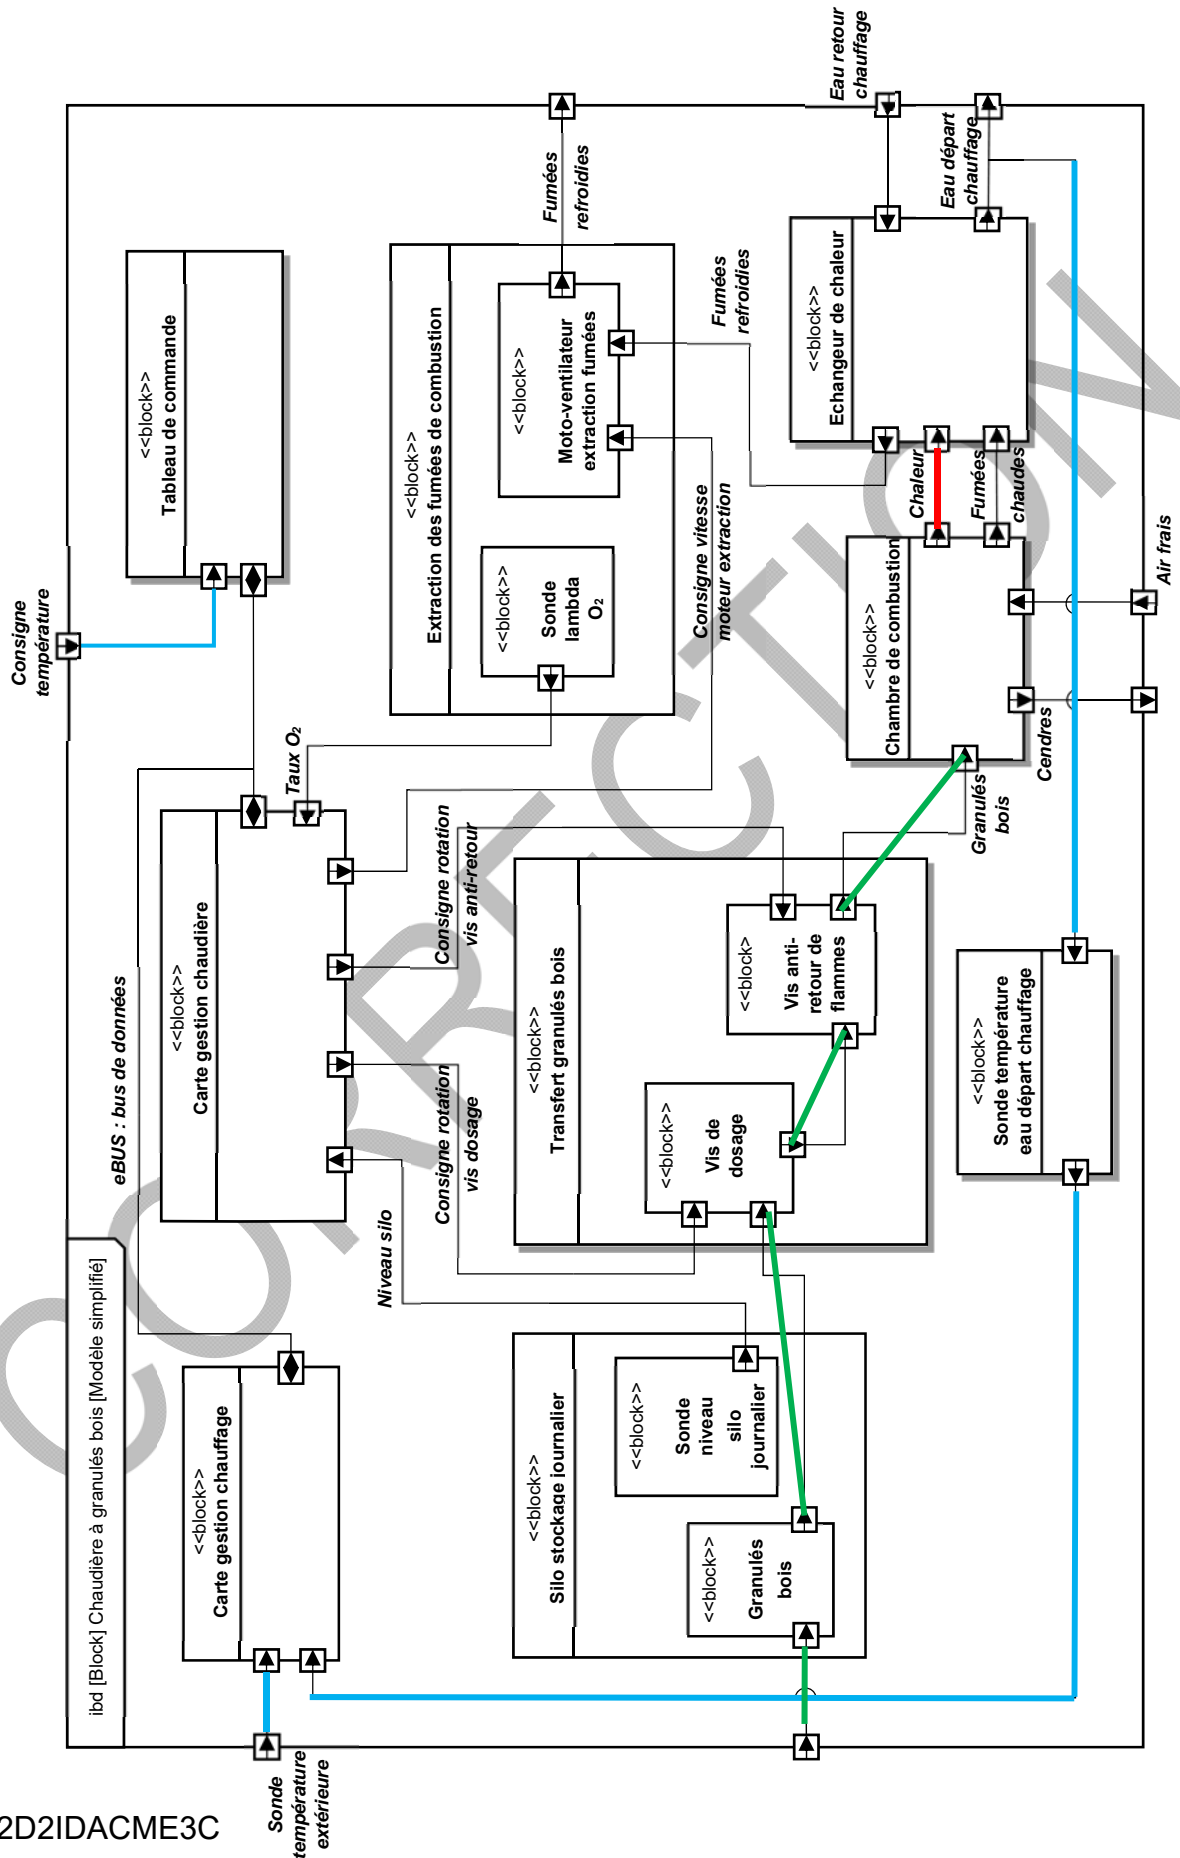 ibd [Block] Chaudière à granulés bois [Modèle simplifié]
Consigne
température
<<block>>
Tableau de commande
eBUS : bus de données
<<block>>
Carte gestion chauffage
Sonde
température
extérieure
<<block>>
Carte gestion chaudière
Taux O₂
Niveau silo
Consigne rotation
vis dosage
Consigne rotation
vis anti-retour
Consigne vitesse
moteur extraction
<<block>>
Extraction des fumées de combustion
<<block>>
Sonde
lambda
O₂
<<block>>
Moto-ventilateur
extraction fumées
Fumées
refroidies
Fumées
refroidies
<<block>>
Silo stockage journalier
<<block>>
Sonde
niveau
silo
journalier
<<block>>
Granulés
bois
<<block>>
Transfert granulés bois
<<block>>
Vis de
dosage
<<block>
Vis anti-
retour de
flammes
Granulés
bois
<<block>>
Chambre de combustion
Chaleur
Fumées
chaudes
Cendres
Air frais
<<block>>
Echangeur de chaleur
Eau retour
chauffage
Eau départ
chauffage
<<block>>
Sonde température
eau départ chauffage
CORRECTION
2D2IDACME3C